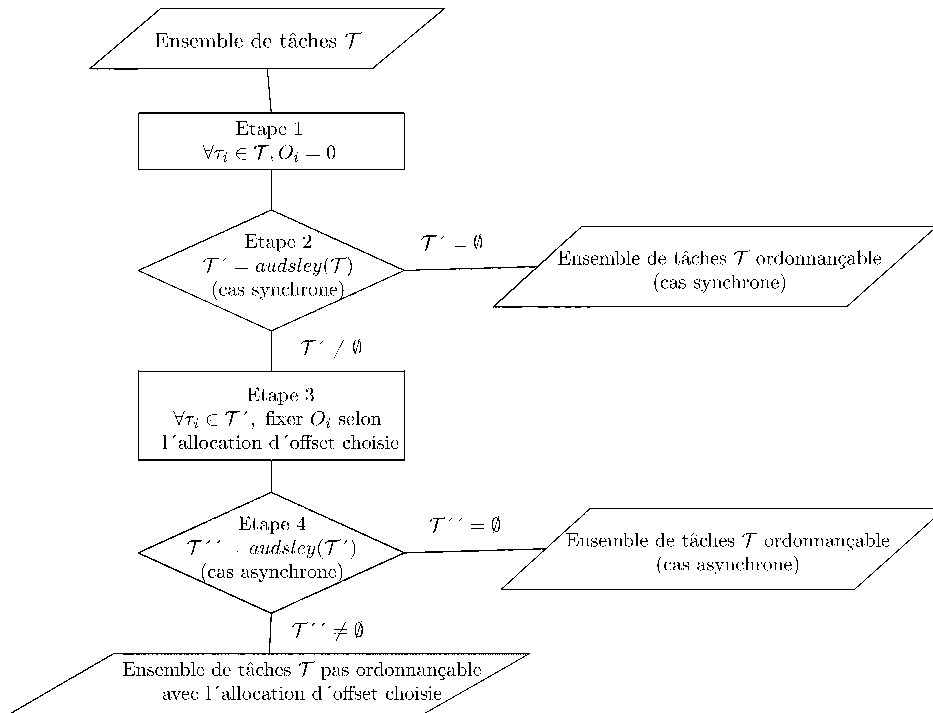 Ensemble de tâches 𝒯
Etape 1
∀τᵢ ∈ 𝒯, Oᵢ = 0
Etape 2
𝒯´ = audsley(𝒯)
(cas synchrone)
𝒯´ = ∅
Ensemble de tâches 𝒯 ordonnançable
(cas synchrone)
𝒯´ ≠ ∅
Etape 3
∀τᵢ ⊂ 𝒯´, fixer Oᵢ selon
l´allocation d´offset choisie
Etape 4
𝒯´´ = audsley(𝒯´)
(cas asynchrone)
𝒯´´ = ∅
Ensemble de tâches 𝒯 ordonnançable
(cas asynchrone)
𝒯´´ ≠ ∅
Ensemble de tâches 𝒯 pas ordonnançable
avec l´allocation d´offset choisie